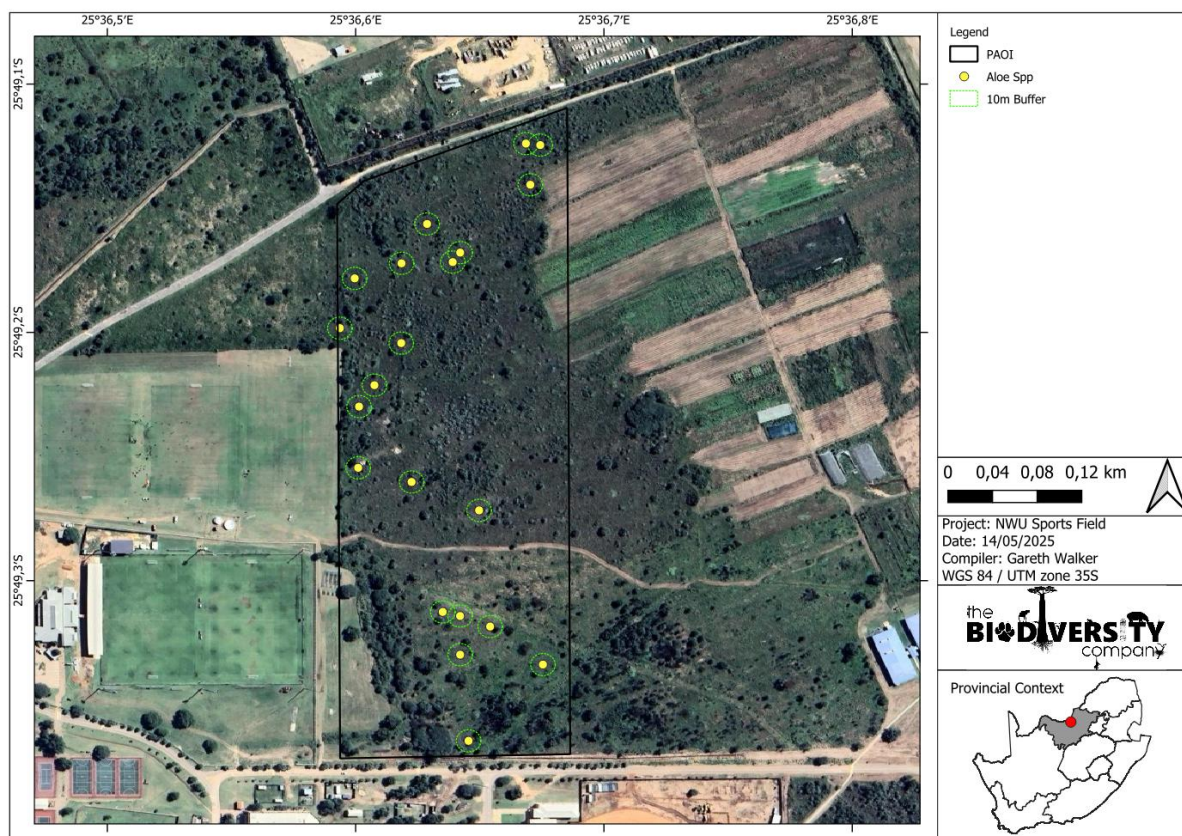 25°36,5'E 25°36,6'E 25°36,7'E 25°36,8'E
25°49,1'S
25°49,2'S
25°49,3'S
Legend
PAOI
Aloe Spp
10m Buffer
0 0,04 0,08 0,12 km
Project: NWU Sports Field
Date: 14/05/2025
Compiler: Gareth Walker
WGS 84 / UTM zone 35S
the
BIODIVERSITY
company
Provincial Context